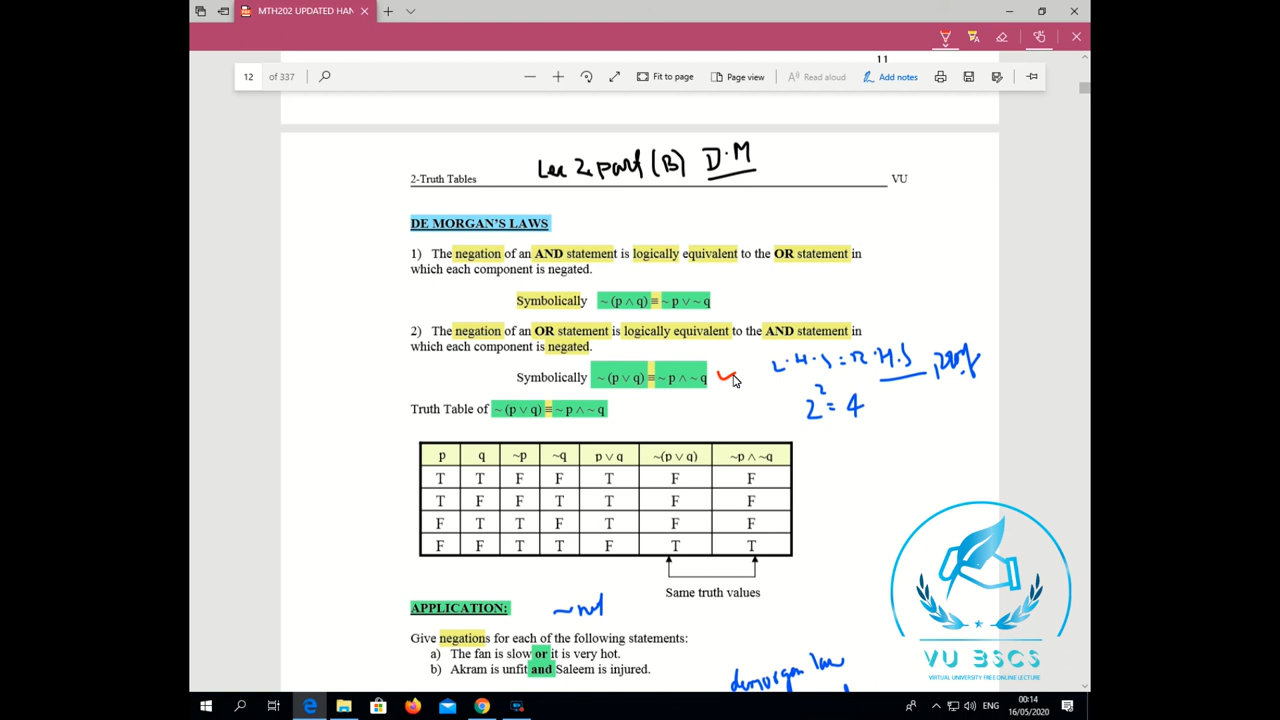 MTH202 UPDATED HAN
11
12 of 337
Fit to page
Page view
Read aloud
Add notes
Lec 2 part (B) D.M
2-Truth Tables VU
DE MORGAN'S LAWS
1) The negation of an AND statement is logically equivalent to the OR statement in
which each component is negated.
Symbolically ~ (p ∧ q) ≡ ~ p ∨ ~ q
2) The negation of an OR statement is logically equivalent to the AND statement in
which each component is negated.
Symbolically ~ (p ∨ q) ≡ ~ p ∧ ~ q
L.H.S = R.H.S proof
2² = 4
Truth Table of ~ (p ∨ q) ≡ ~ p ∧ ~ q
p q ~p ~q p ∨ q ~(p ∨ q) ~p ∧ ~q
T T F F T F F
T F F T T F F
F T T F T F F
F F T T F T T
Same truth values
APPLICATION: ~ not
Give negations for each of the following statements:
a) The fan is slow or it is very hot.
b) Akram is unfit and Saleem is injured.
demorgan law
VU BSCS
VIRTUAL UNIVERSITY FREE ONLINE LECTURE
ENG
00:14
16/05/2020